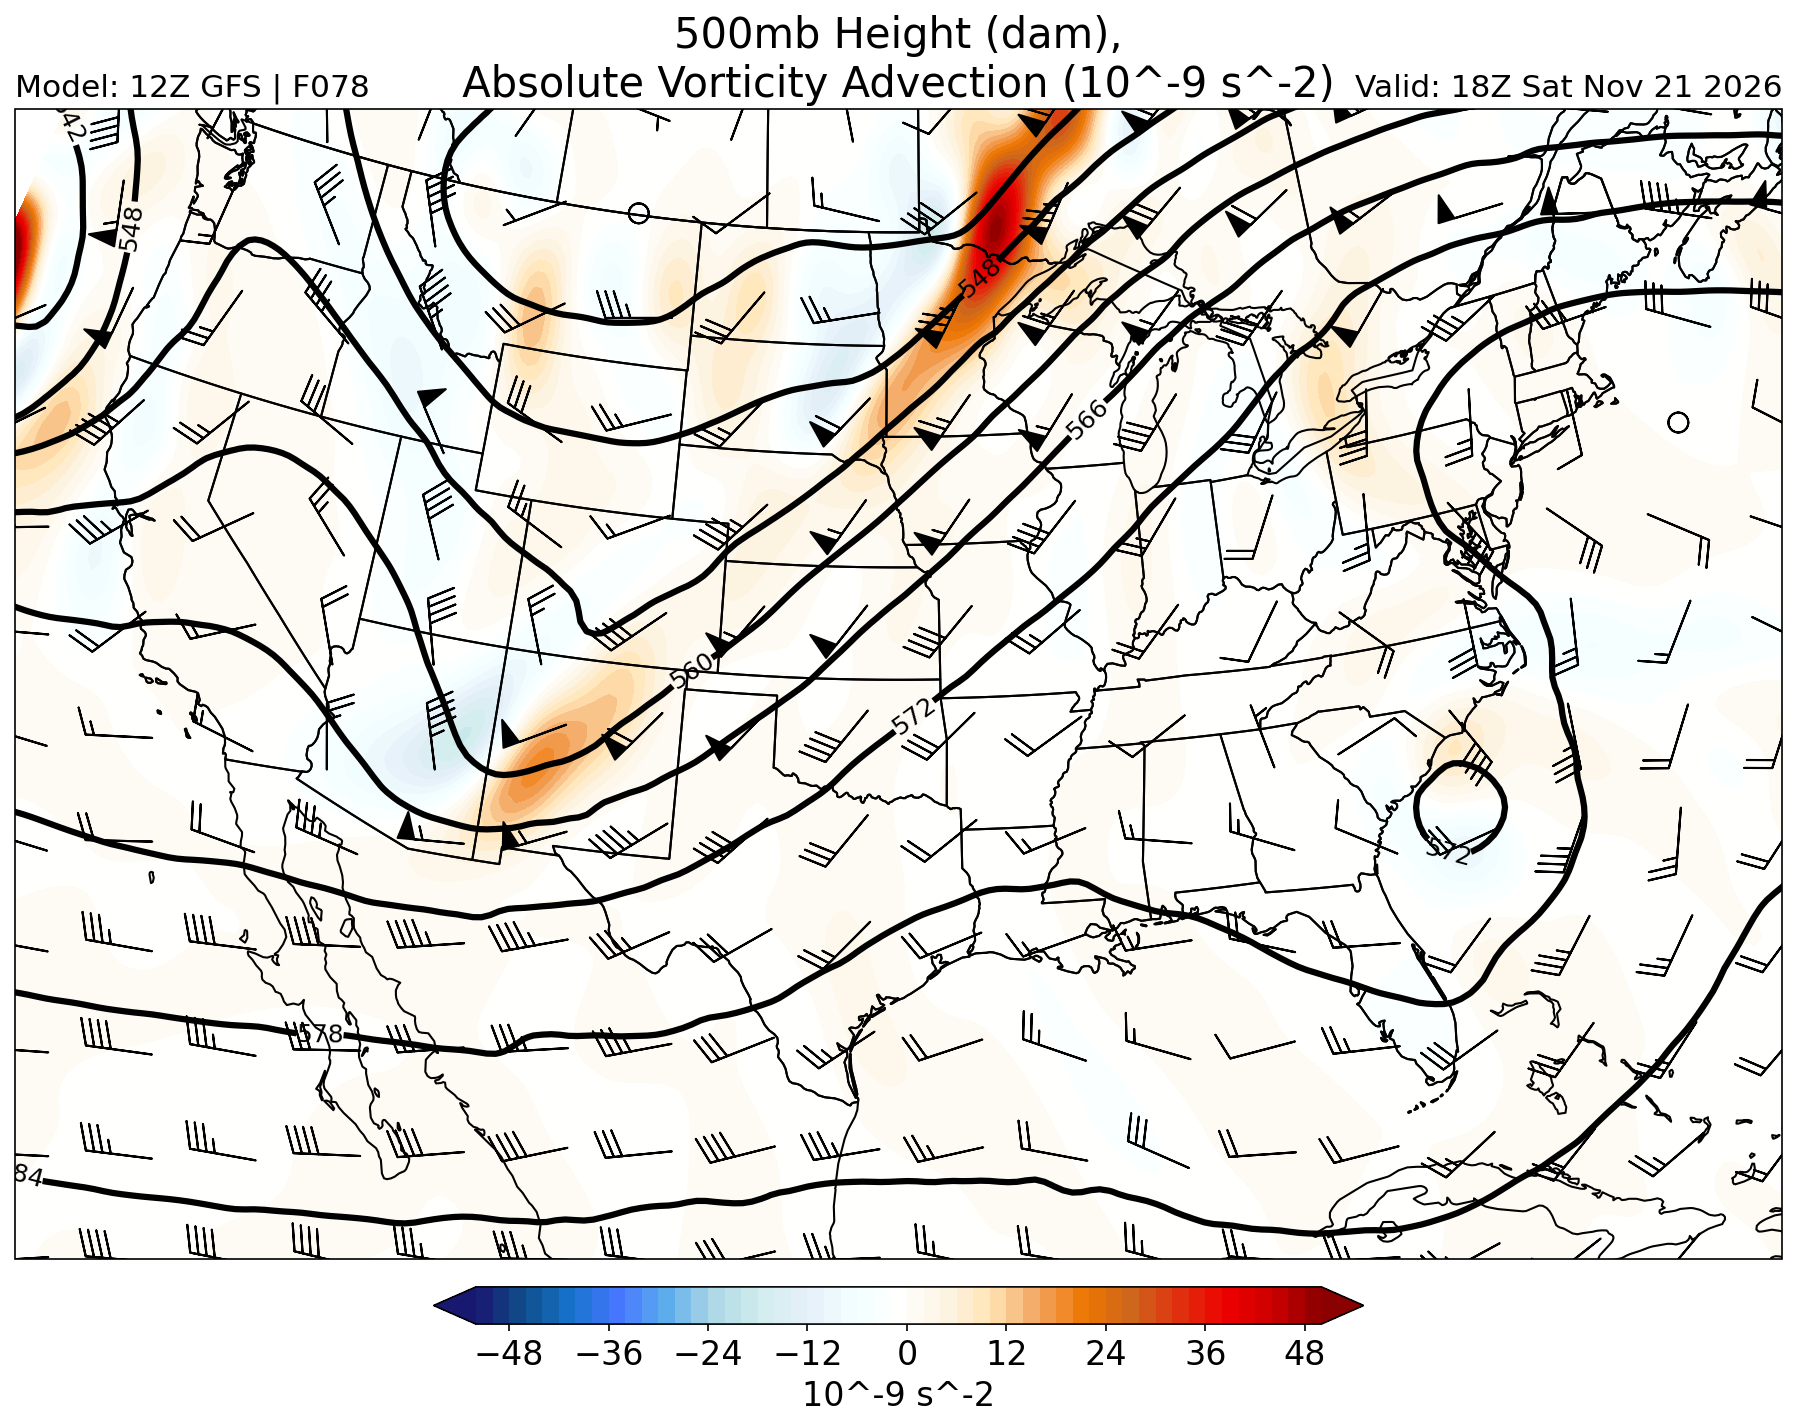 500mb Height (dam),
Model: 12Z GFS | F078
Absolute Vorticity Advection (10^-9 s^-2)
Valid: 18Z Sat Nov 21 2026
42
548
548
566
560
572
572
578
84
−48 −36 −24 −12 0 12 24 36 48
10^-9 s^-2